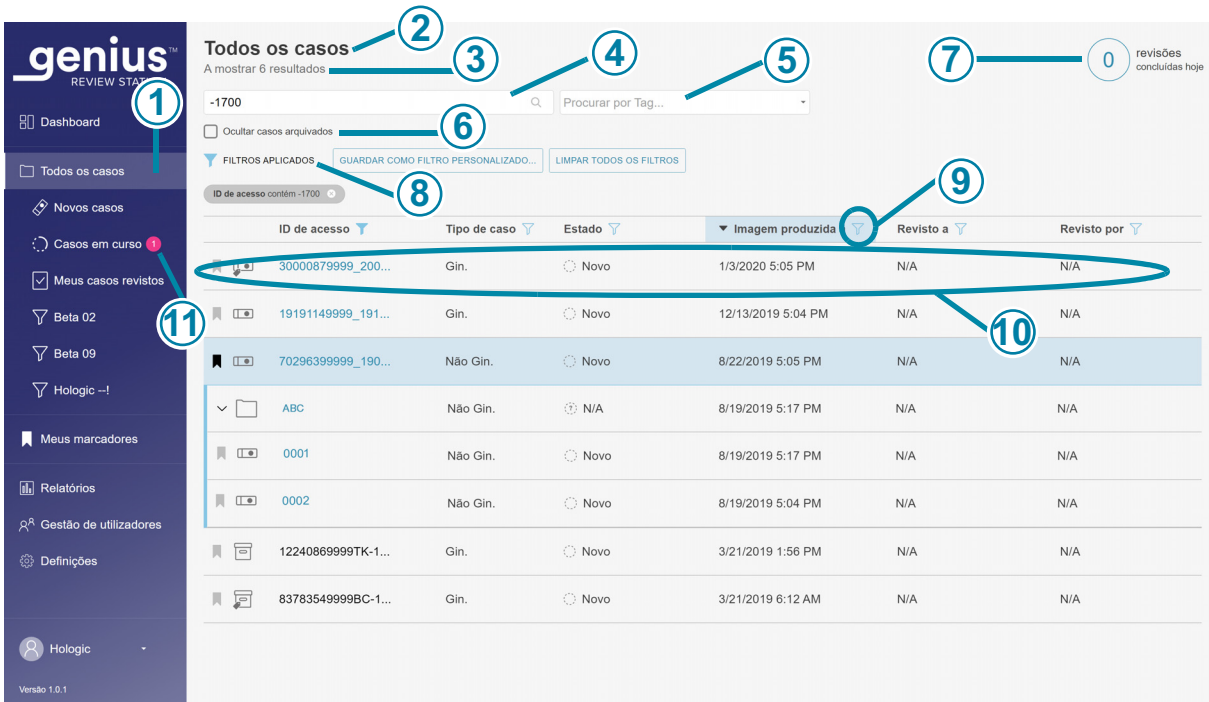 genius™
REVIEW STATI
Dashboard
Todos os casos
Novos casos
Casos em curso 1
Meus casos revistos
Beta 02
Beta 09
Hologic --!
Meus marcadores
Relatórios
Gestão de utilizadores
Definições
Hologic
Versão 1.0.1
1
11
Todos os casos
2
A mostrar 6 resultados
3
4
5
7
0
revisões
concluídas hoje
-1700
Procurar por Tag...
Ocultar casos arquivados
6
FILTROS APLICADOS
GUARDAR COMO FILTRO PERSONALIZADO...
LIMPAR TODOS OS FILTROS
8
9
ID de acesso contém -1700
ID de acesso Tipo de caso Estado Imagem produzida Revisto a Revisto por
30000879999_200... Gin. Novo 1/3/2020 5:05 PM N/A N/A
10
19191149999_191... Gin. Novo 12/13/2019 5:04 PM N/A N/A
70296399999_190... Não Gin. Novo 8/22/2019 5:05 PM N/A N/A
ABC Não Gin. ? N/A 8/19/2019 5:17 PM N/A N/A
0001 Não Gin. Novo 8/19/2019 5:17 PM N/A N/A
0002 Não Gin. Novo 8/19/2019 5:04 PM N/A N/A
12240869999TK-1... Gin. Novo 3/21/2019 1:56 PM N/A N/A
83783549999BC-1... Gin. Novo 3/21/2019 6:12 AM N/A N/A